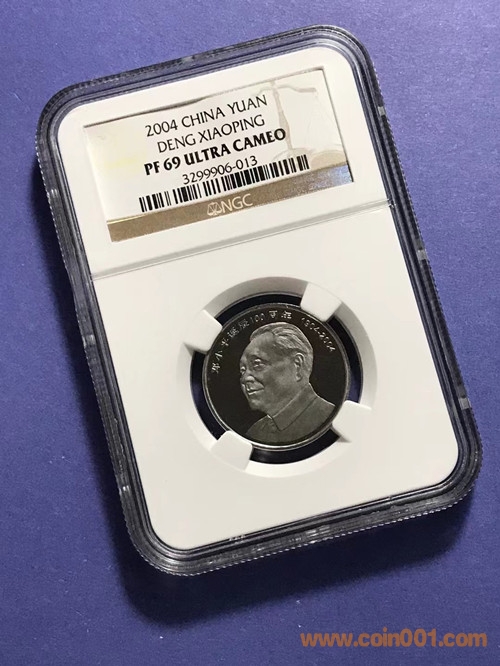 2004 CHINA YUAN
DENG XIAOPING
PF 69 ULTRA CAMEO
3299906-013
NGC
邓小平诞辰100周年 1904-2004
www.coin001.com